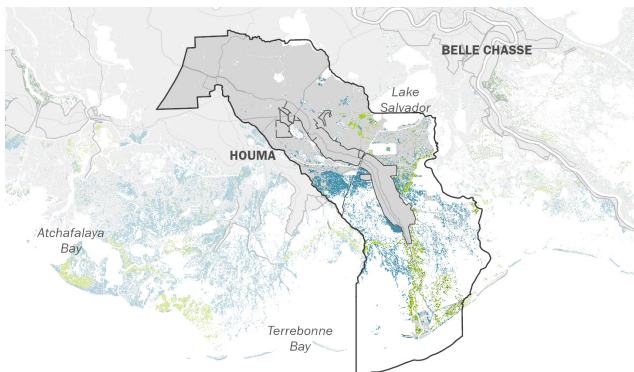 BELLE CHASSE
Lake
Salvador
HOUMA
Atchafalaya
Bay
Terrebonne
Bay